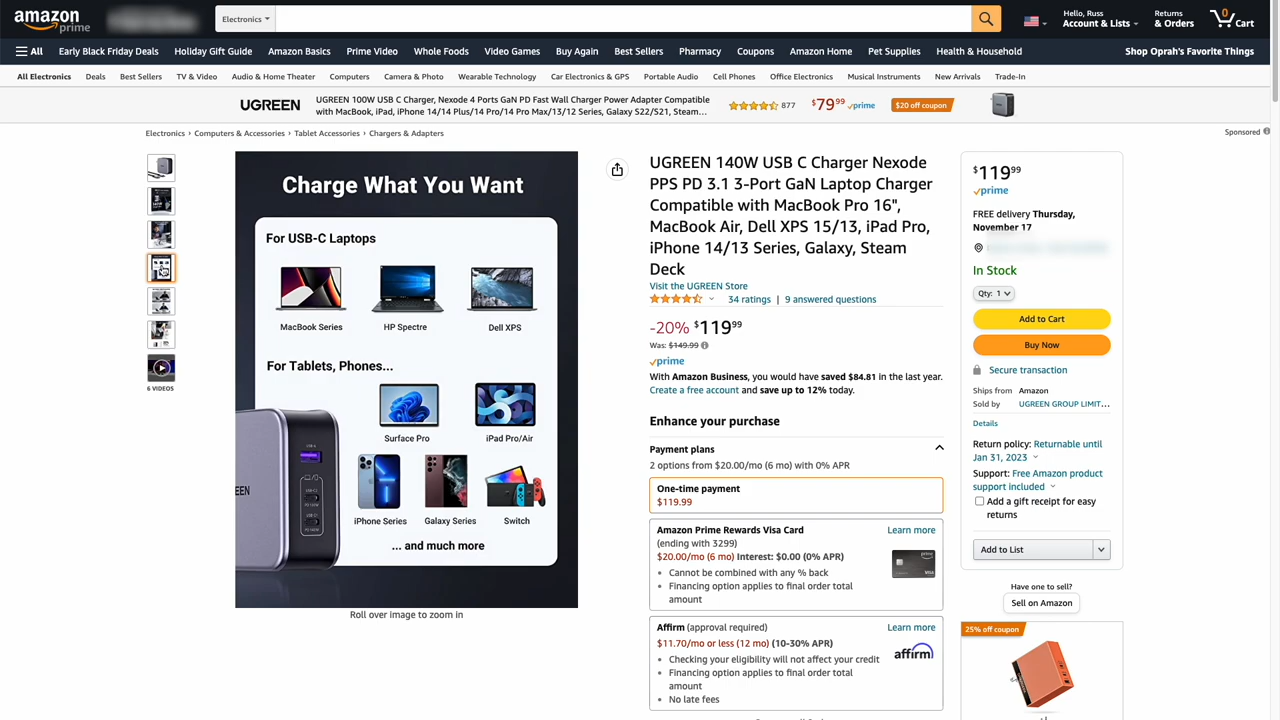 amazon
prime
Electronics
Hello, Russ
Account & Lists
Returns
& Orders
0
Cart
All
Early Black Friday Deals
Holiday Gift Guide
Amazon Basics
Prime Video
Whole Foods
Video Games
Buy Again
Best Sellers
Pharmacy
Coupons
Amazon Home
Pet Supplies
Health & Household
Shop Oprah's Favorite Things
All Electronics
Deals
Best Sellers
TV & Video
Audio & Home Theater
Computers
Camera & Photo
Wearable Technology
Car Electronics & GPS
Portable Audio
Cell Phones
Office Electronics
Musical Instruments
New Arrivals
Trade-In
UGREEN
UGREEN 100W USB C Charger, Nexode 4 Ports GaN PD Fast Wall Charger Power Adapter Compatible
with MacBook, iPad, iPhone 14/14 Plus/14 Pro/14 Pro Max/13/12 Series, Galaxy S22/S21, Steam...
877
$79.99 prime
$20 off coupon
Electronics › Computers & Accessories › Tablet Accessories › Chargers & Adapters
Sponsored
6 VIDEOS
Charge What You Want
For USB-C Laptops
MacBook Series
HP Spectre
Dell XPS
For Tablets, Phones...
Surface Pro
iPad Pro/Air
iPhone Series
Galaxy Series
Switch
... and much more
EEN
USB-A
USB-C2
USB-C1
Roll over image to zoom in
UGREEN 140W USB C Charger Nexode
PPS PD 3.1 3-Port GaN Laptop Charger
Compatible with MacBook Pro 16",
MacBook Air, Dell XPS 15/13, iPad Pro,
iPhone 14/13 Series, Galaxy, Steam
Deck
Visit the UGREEN Store
34 ratings | 9 answered questions
-20% $119.99
Was: $149.99
prime
With Amazon Business, you would have saved $84.81 in the last year.
Create a free account and save up to 12% today.
Enhance your purchase
Payment plans
2 options from $20.00/mo (6 mo) with 0% APR
One-time payment
$119.99
Amazon Prime Rewards Visa Card
Learn more
(ending with 3299)
$20.00/mo (6 mo) Interest: $0.00 (0% APR)
• Cannot be combined with any % back
• Financing option applies to final order total
amount
prime
VISA
Affirm (approval required)
Learn more
$11.70/mo or less (12 mo) (10-30% APR)
• Checking your eligibility will not affect your credit
• Financing option applies to final order total
amount
• No late fees
affirm
$119.99
prime
FREE delivery Thursday,
November 17
In Stock
Qty: 1
Add to Cart
Buy Now
Secure transaction
Ships from Amazon
Sold by UGREEN GROUP LIMIT...
Details
Return policy: Returnable until
Jan 31, 2023
Support: Free Amazon product
support included
Add a gift receipt for easy
returns
Add to List
Have one to sell?
Sell on Amazon
25% off coupon